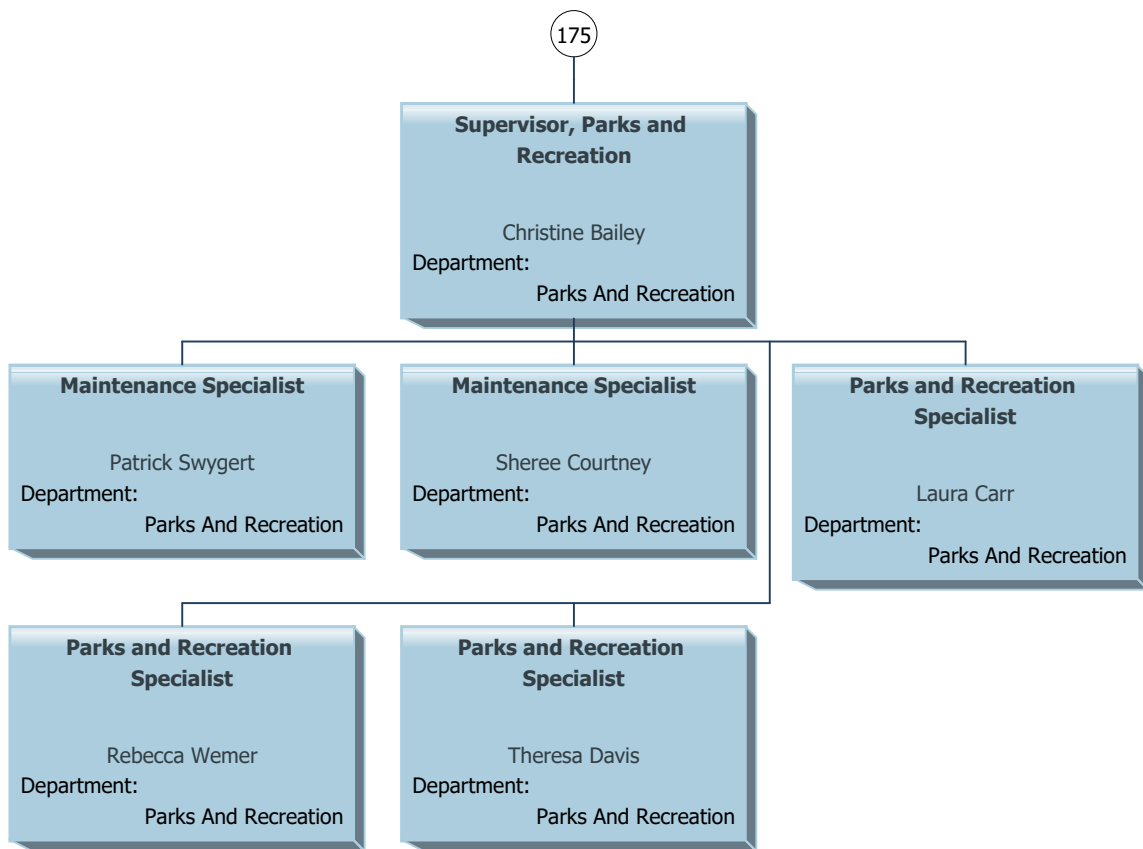 175
Supervisor, Parks and
Recreation
Christine Bailey
Department:
Parks And Recreation
Maintenance Specialist
Patrick Swygert
Department:
Parks And Recreation
Maintenance Specialist
Sheree Courtney
Department:
Parks And Recreation
Parks and Recreation
Specialist
Laura Carr
Department:
Parks And Recreation
Parks and Recreation
Specialist
Rebecca Wemer
Department:
Parks And Recreation
Parks and Recreation
Specialist
Theresa Davis
Department:
Parks And Recreation